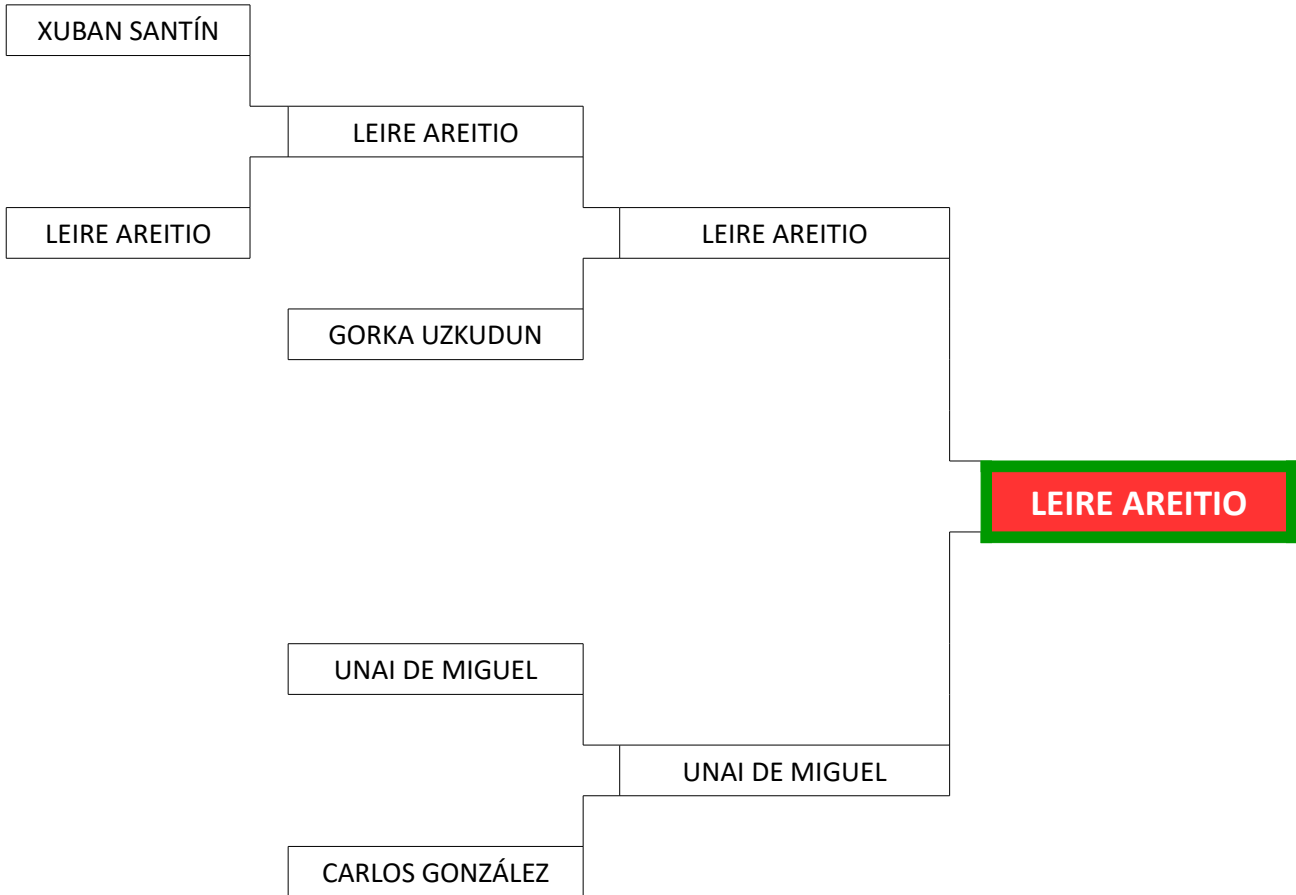 XUBAN SANTÍN
LEIRE AREITIO
LEIRE AREITIO
LEIRE AREITIO
GORKA UZKUDUN
LEIRE AREITIO
UNAI DE MIGUEL
UNAI DE MIGUEL
CARLOS GONZÁLEZ